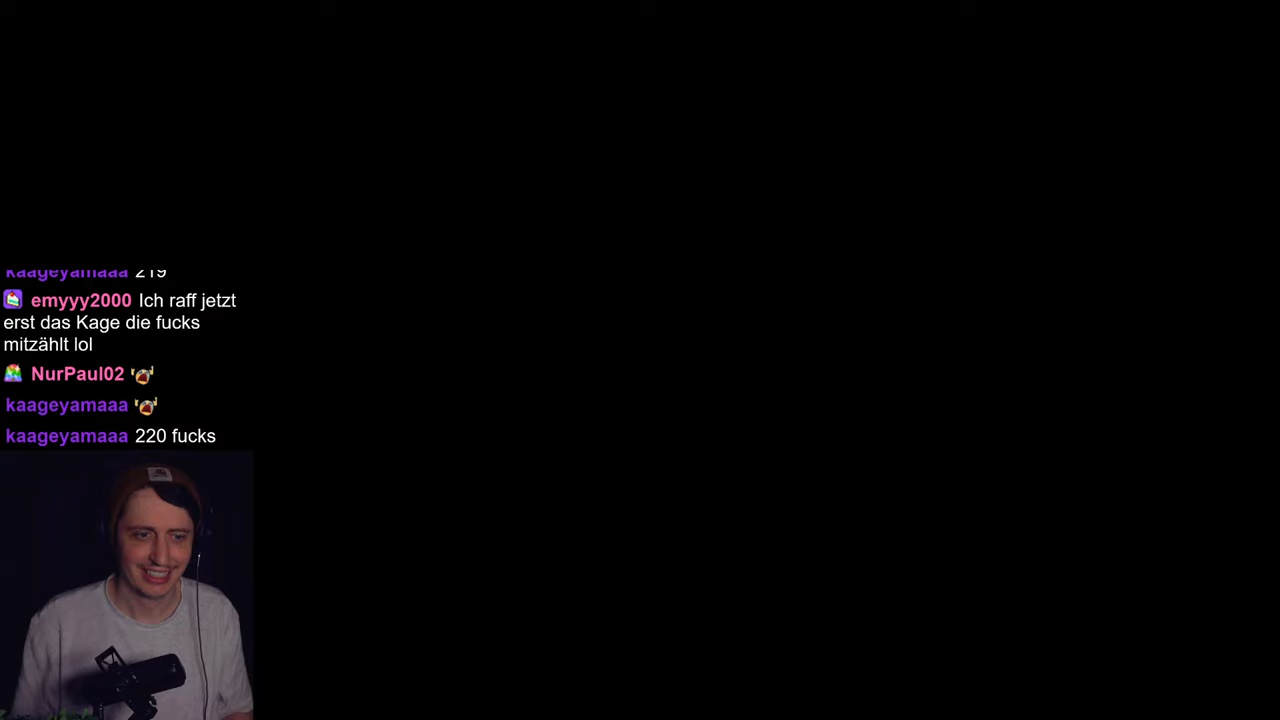 kaageyamaaa 219
emyyy2000 Ich raff jetzt
erst das Kage die fucks
mitzählt lol
NurPaul02
kaageyamaaa
kaageyamaaa 220 fucks